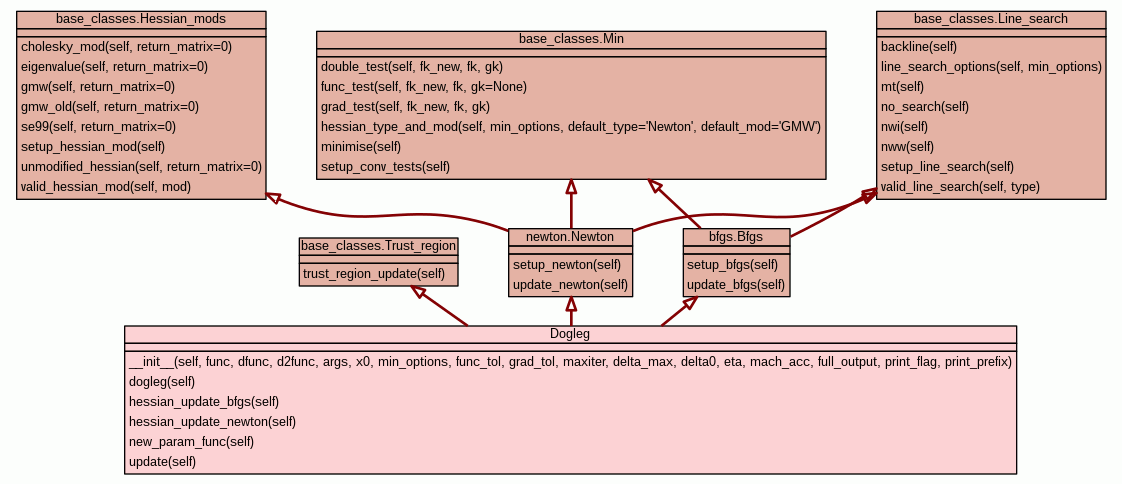 base_classes.Hessian_mods
cholesky_mod(self, return_matrix=0)
eigenvalue(self, return_matrix=0)
gmw(self, return_matrix=0)
gmw_old(self, return_matrix=0)
se99(self, return_matrix=0)
setup_hessian_mod(self)
unmodified_hessian(self, return_matrix=0)
valid_hessian_mod(self, mod)
base_classes.Min
double_test(self, fk_new, fk, gk)
func_test(self, fk_new, fk, gk=None)
grad_test(self, fk_new, fk, gk)
hessian_type_and_mod(self, min_options, default_type='Newton', default_mod='GMW')
minimise(self)
setup_conv_tests(self)
base_classes.Line_search
backline(self)
line_search_options(self, min_options)
mt(self)
no_search(self)
nwi(self)
nww(self)
setup_line_search(self)
valid_line_search(self, type)
base_classes.Trust_region
trust_region_update(self)
newton.Newton
setup_newton(self)
update_newton(self)
bfgs.Bfgs
setup_bfgs(self)
update_bfgs(self)
Dogleg
__init__(self, func, dfunc, d2func, args, x0, min_options, func_tol, grad_tol, maxiter, delta_max, delta0, eta, mach_acc, full_output, print_flag, print_prefix)
dogleg(self)
hessian_update_bfgs(self)
hessian_update_newton(self)
new_param_func(self)
update(self)